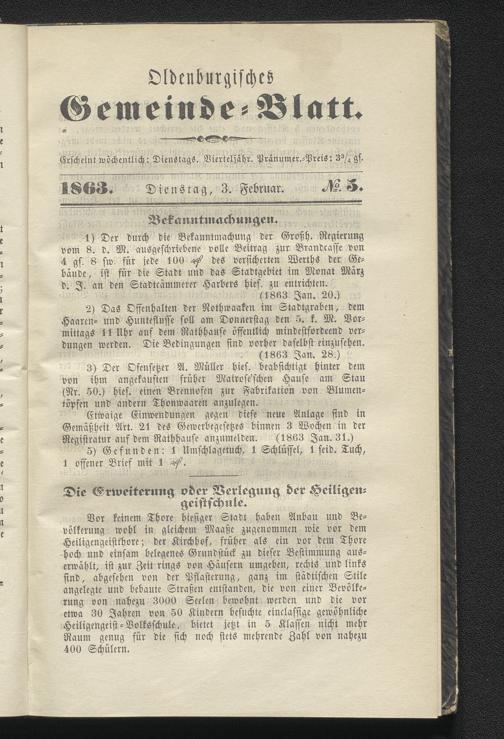 Oldenburgisches
Gemeinde-Blatt.
Erscheint wöchentlich: Dienstags. Vierteljähr. Pränumer.-Preis: 3¾ gs.
1863. Dienstag, 3. Februar. № 5.
Bekanntmachungen.
1) Der durch die Bekanntmachung der Großh. Regierung
vom 8. d. M. ausgeschriebene volle Beitrag zur Brandcasse von
4 gs. 8 sw. für jede 100 ₰ des versicherten Werths der Ge-
bäude, ist für die Stadt und das Stadtgebiet im Monat März
d. J. an den Stadtcämmerer Harbers hies. zu entrichten.
(1863 Jan. 20.)
2) Das Offenhalten der Nothwaaken im Stadtgraben, dem
Haaren- und Huntefluße soll am Donnerstag den 5. k. M. Vor-
mittags 11 Uhr auf dem Rathhause öffentlich mindestfordernd ver-
dungen werden. Die Bedingungen sind vorher daselbst einzusehen.
(1863 Jan. 28.)
3) Der Ofensetzer A. Müller hies. beabsichtigt hinter dem
von ihm angekauften früher Mairose'schen Hause am Stau
(Nr. 50.) hies. einen Brennofen zur Fabrikation von Blumen-
töpfen und andern Thonwaaren anzulegen.
Etwaige Einwendungen gegen diese neue Anlage sind in
Gemäßheit Art. 21 des Gewerbegesetzes binnen 3 Wochen in der
Registratur auf dem Rathhause anzumelden. (1863 Jan. 31.)
5) Gefunden: 1 Umschlagetuch, 1 Schlüssel, 1 seid. Tuch,
1 offener Brief mit 1 ₰.
Die Erweiterung oder Verlegung der Heiligen-
geistschule.
Vor keinem Thore hiesiger Stadt haben Anbau und Be-
völkerung wohl in gleichem Maaße zugenommen wie vor dem
Heiligengeistthore; der Kirchhof, früher als ein vor dem Thore
hoch und einsam belegenes Grundstück zu dieser Bestimmung aus-
erwählt, ist zur Zeit rings von Häusern umgeben, rechts und links
sind, abgesehen von der Pflasterung, ganz im städtischen Stile
angelegte und bebaute Straßen entstanden, die von einer Bevölke-
rung von nahezu 3000 Seelen bewohnt werden und die vor
etwa 30 Jahren von 50 Kindern besuchte einclassige gewöhnliche
Heiligengeist-Volksschule, bietet jetzt in 5 Klassen nicht mehr
Raum genug für die sich noch stets mehrende Zahl von nahezu
400 Schülern.